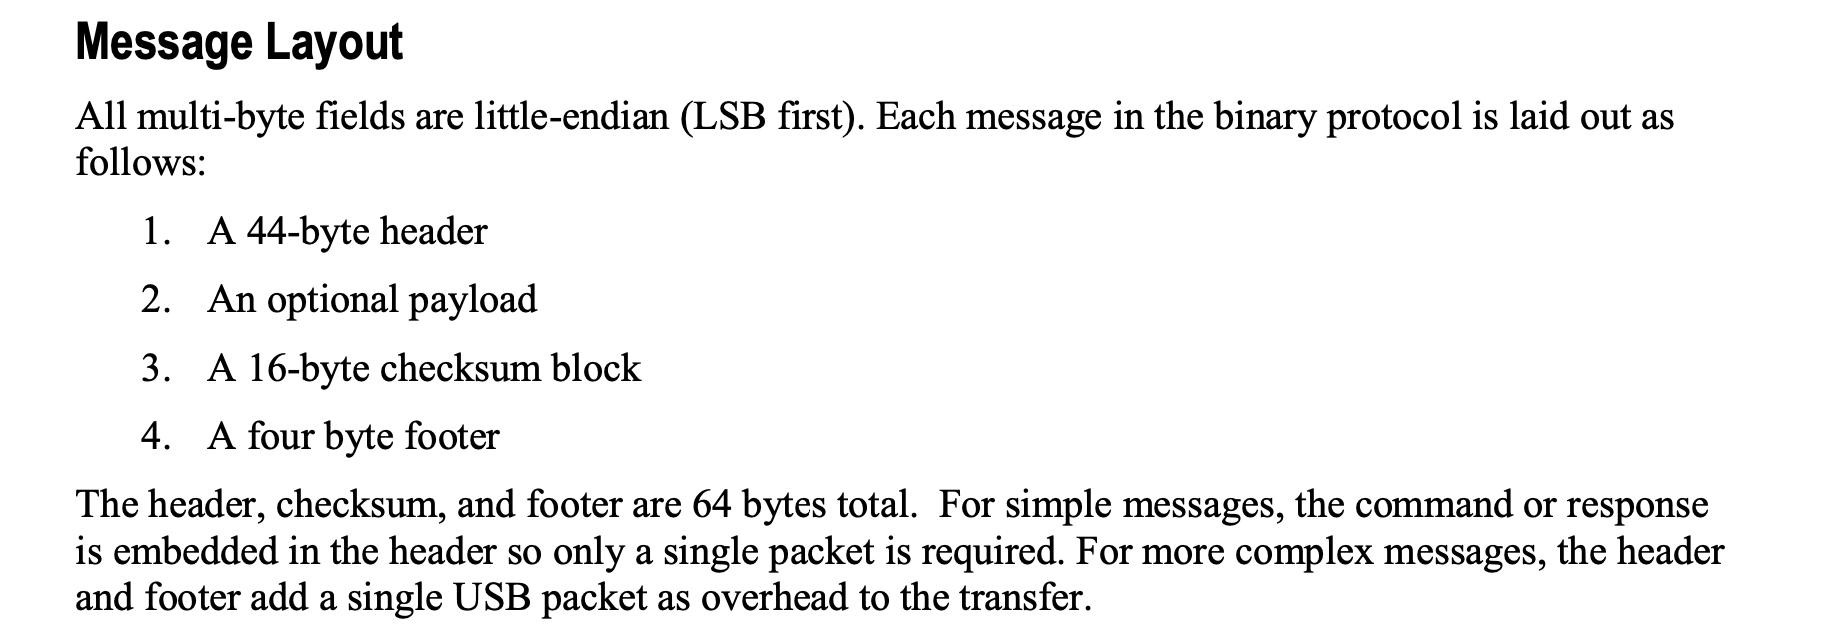 Message Layout
All multi-byte fields are little-endian (LSB first). Each message in the binary protocol is laid out as
follows:
1. A 44-byte header
2. An optional payload
3. A 16-byte checksum block
4. A four byte footer
The header, checksum, and footer are 64 bytes total.  For simple messages, the command or response
is embedded in the header so only a single packet is required. For more complex messages, the header
and footer add a single USB packet as overhead to the transfer.